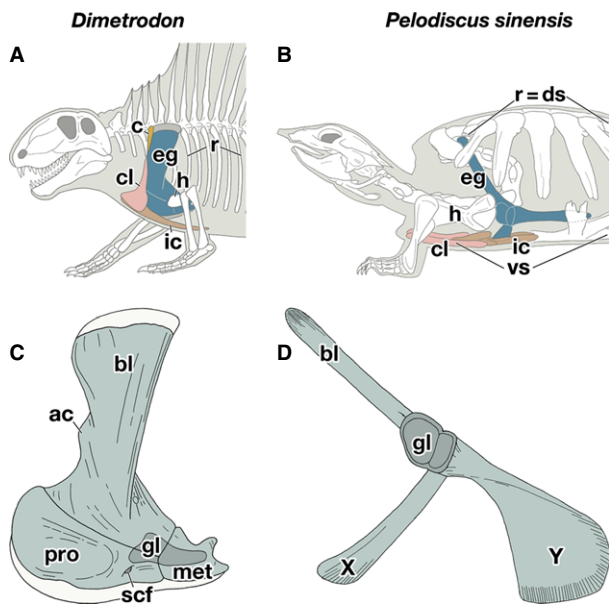 Dimetrodon
Pelodiscus sinensis
A
B
c
eg
r
cl
h
ic
r = ds
eg
h
cl
ic
vs
C
D
bl
ac
pro
gl
met
scf
bl
gl
X
Y